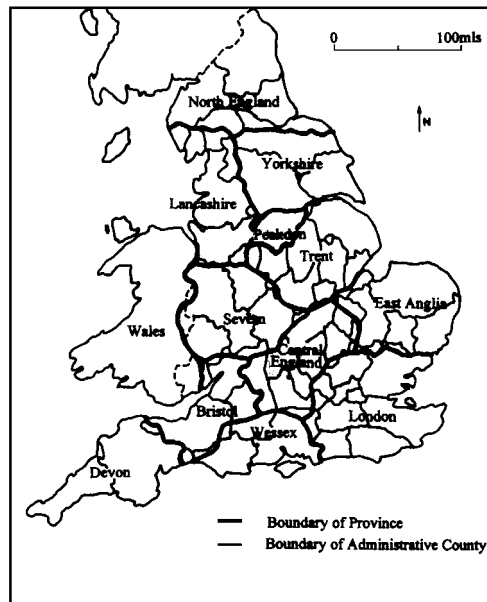 0 100mls
N
North England
Yorkshire
Lancashire
Peakdon
Trent
East Anglia
Severn
Wales
Central
England
Bristol
London
Wessex
Devon
Boundary of Province
Boundary of Administrative County